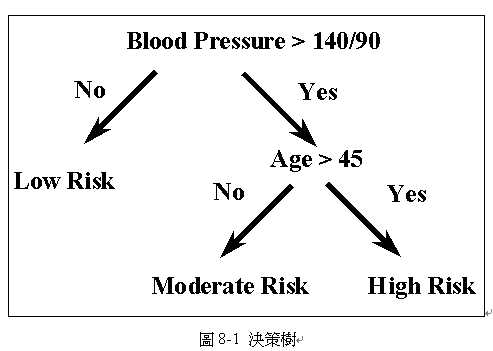 Blood Pressure > 140/90
No
Yes
Age > 45
Low Risk
No
Yes
Moderate Risk
High Risk
圖 8-1 決策樹